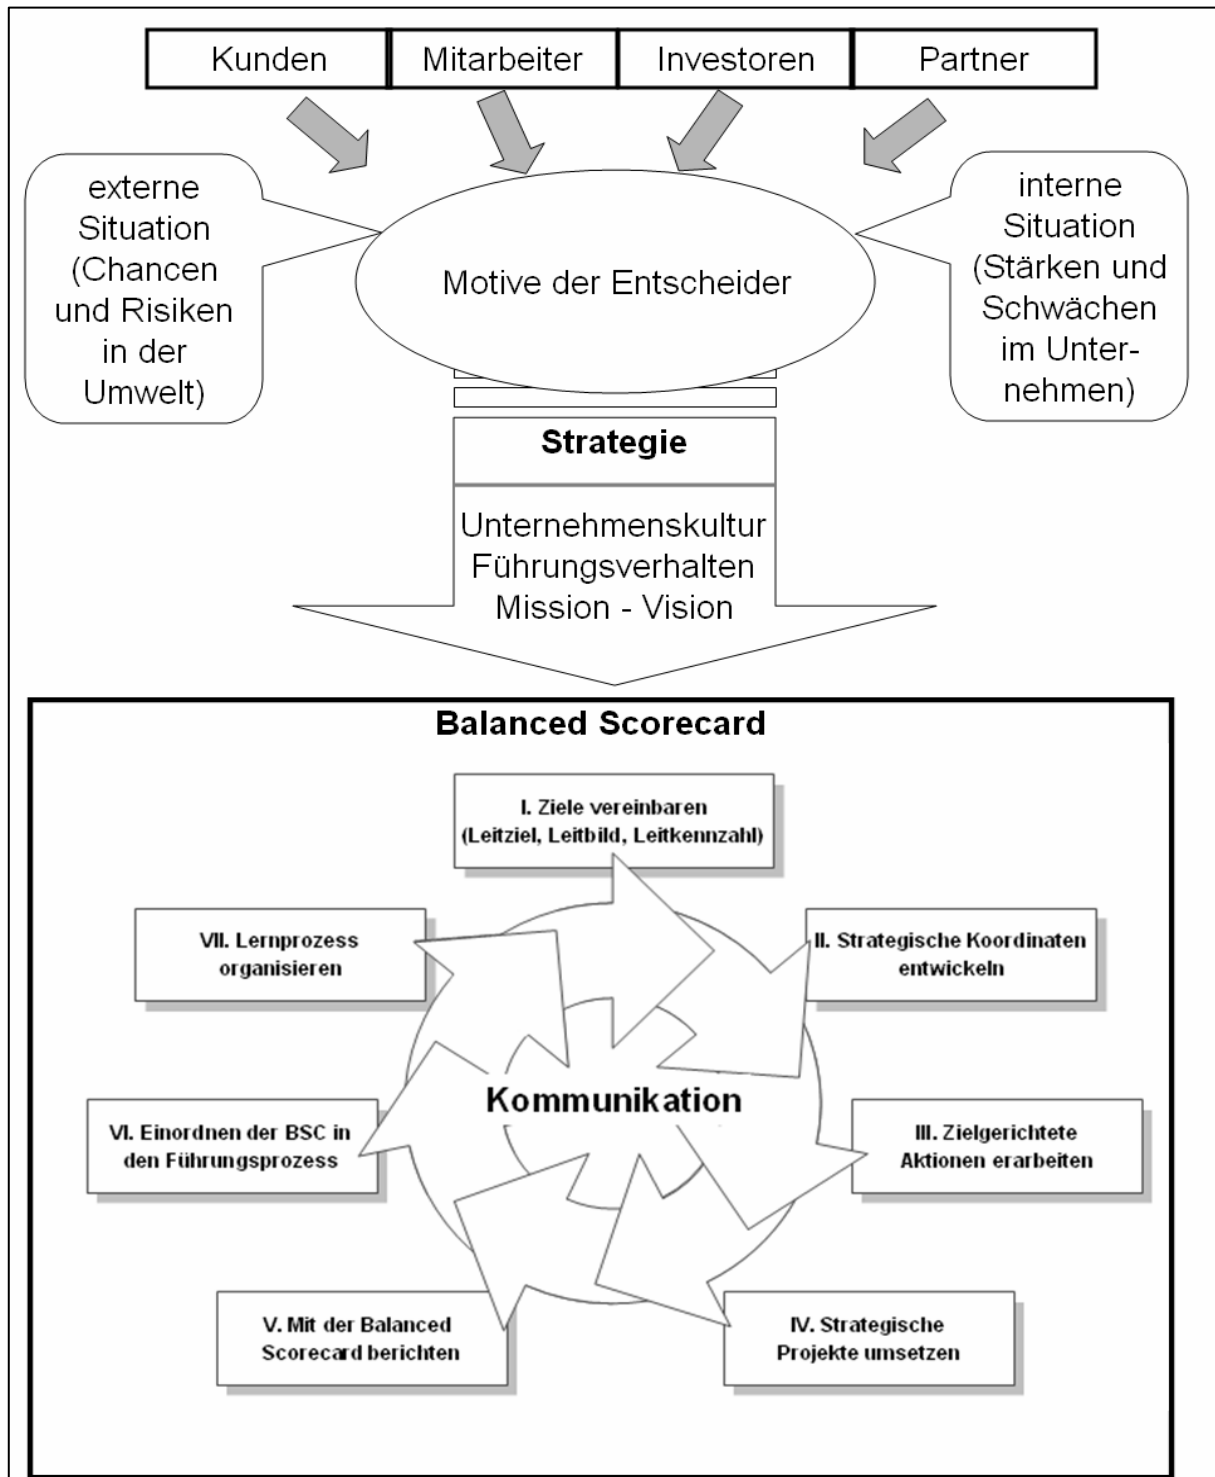 Kunden
Mitarbeiter
Investoren
Partner
externe
Situation
(Chancen
und Risiken
in der
Umwelt)
Motive der Entscheider
interne
Situation
(Stärken und
Schwächen
im Unter-
nehmen)
Strategie
Unternehmenskultur
Führungsverhalten
Mission - Vision
Balanced Scorecard
I. Ziele vereinbaren
(Leitziel, Leitbild, Leitkennzahl)
VII. Lernprozess
organisieren
II. Strategische Koordinaten
entwickeln
Kommunikation
VI. Einordnen der BSC in
den Führungsprozess
III. Zielgerichtete
Aktionen erarbeiten
V. Mit der Balanced
Scorecard berichten
IV. Strategische
Projekte umsetzen